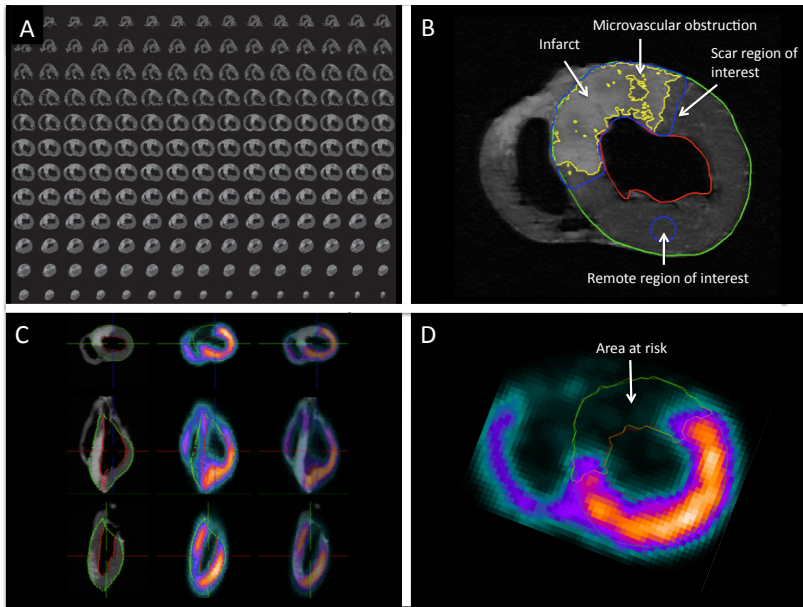 A
B
Microvascular obstruction
Infarct
Scar region of
interest
Remote region of interest
C
D
Area at risk